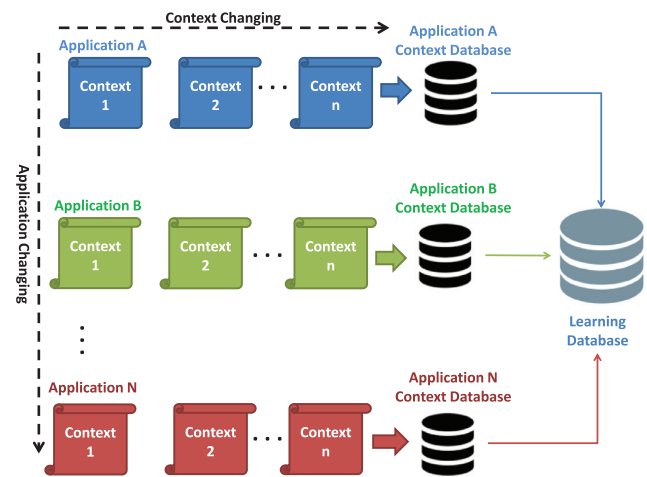 Context Changing
Application A
Application A
Context Database
Context
1
Context
2
. . .
Context
n
Application Changing
Application B
Application B
Context Database
Context
1
Context
2
. . .
Context
n
Learning
Database
Application N
Application N
Context Database
Context
1
Context
2
. . .
Context
n